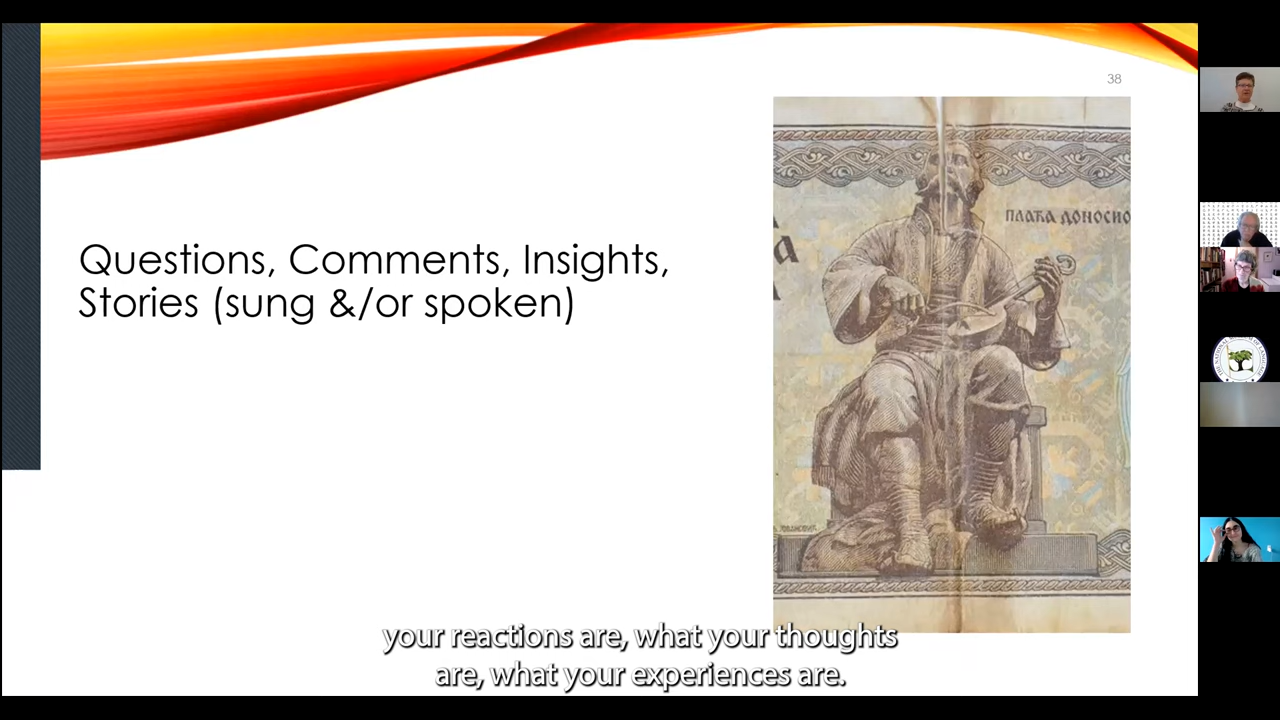 38
плаћа доносио
а
Questions, Comments, Insights,
Stories (sung &/or spoken)
your reactions are, what your thoughts
are, what your experiences are.